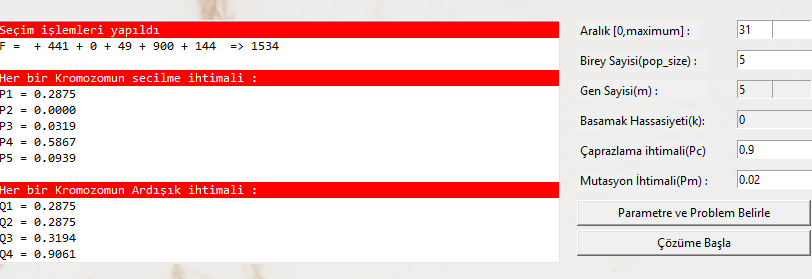 Seçim işlemleri yapıldı
F =  + 441 + 0 + 49 + 900 + 144  => 1534
Her bir Kromozomun secilme ihtimali :
P1 = 0.2875
P2 = 0.0000
P3 = 0.0319
P4 = 0.5867
P5 = 0.0939
Her bir Kromozomun Ardışık ihtimali :
Q1 = 0.2875
Q2 = 0.2875
Q3 = 0.3194
Q4 = 0.9061
Aralık [0,maximum] : 31
Birey Sayisi(pop_size) : 5
Gen Sayisi(m) : 5
Basamak Hassasiyeti(k): 0
Çaprazlama ihtimali(Pc) 0.9
Mutasyon İhtimali(Pm) : 0.02
Parametre ve Problem Belirle
Çözüme Başla